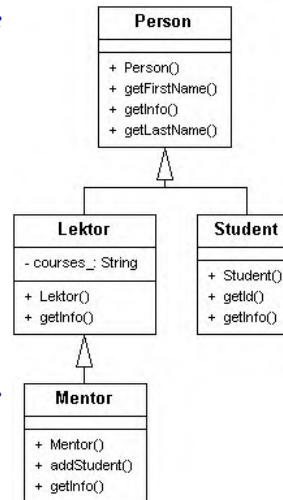 Person
+ Person()
+ getFirstName()
+ getInfo()
+ getLastName()
Lektor
- courses_: String
+ Lektor()
+ getInfo()
Student
+ Student()
+ getId()
+ getInfo()
Mentor
+ Mentor()
+ addStudent()
+ getInfo()